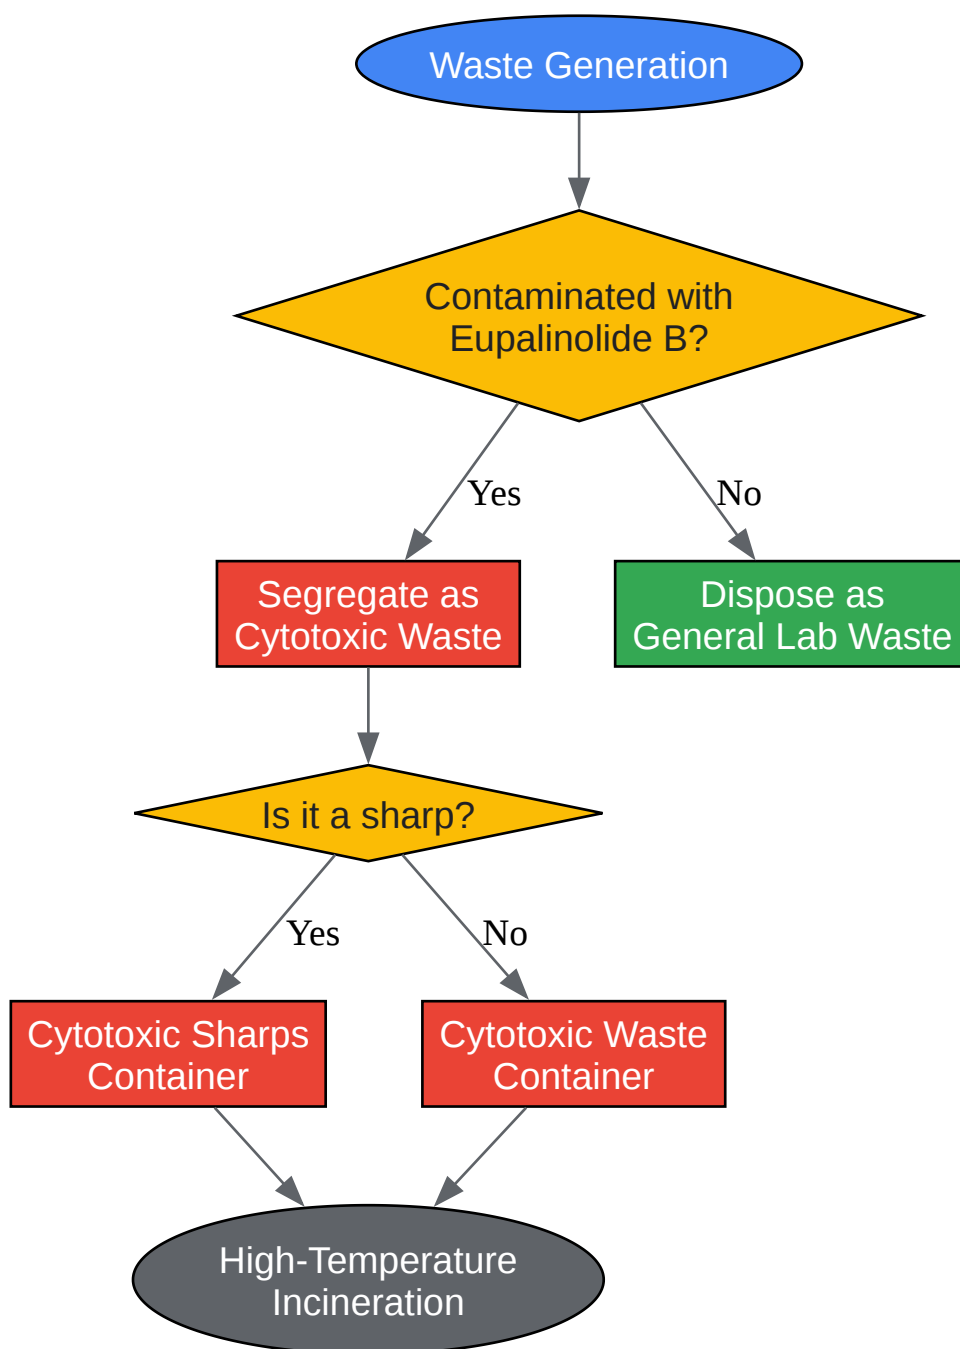 Waste Generation
Contaminated with
Eupalinolide B?
Yes
No
Segregate as
Cytotoxic Waste
Dispose as
General Lab Waste
Is it a sharp?
Yes
No
Cytotoxic Sharps
Container
Cytotoxic Waste
Container
High-Temperature
Incineration